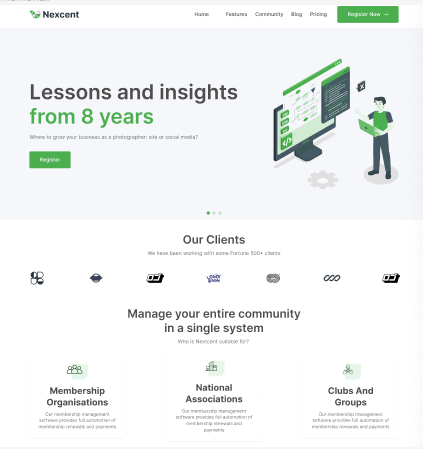 Nexcent
Home Features Community Blog Pricing Register Now →
Lessons and insights
from 8 years
Where to grow your business as a photographer: site or social media?
Register
Our Clients
We have been working with some Fortune 500+ clients
Manage your entire community
in a single system
Who is Nextcent suitable for?
Membership
Organisations
Our membership management
software provides full automation of
membership renewals and payments
National
Associations
Our membership management
software provides full automation of
membership renewals and
payments
Clubs And
Groups
Our membership management
software provides full automation of
membership renewals and payments